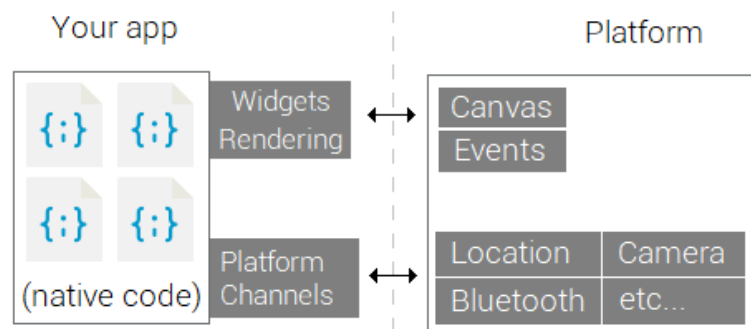 Your app
Platform
{;}
{;}
Widgets
Rendering
Canvas
Events
{;}
{;}
(native code)
Platform
Channels
Location
Camera
Bluetooth
etc...